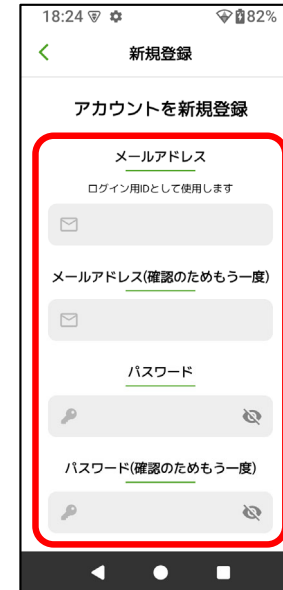 18:24 82%
新規登録
アカウントを新規登録
メールアドレス
ログイン用IDとして使用します
メールアドレス(確認のためもう一度)
パスワード
パスワード(確認のためもう一度)